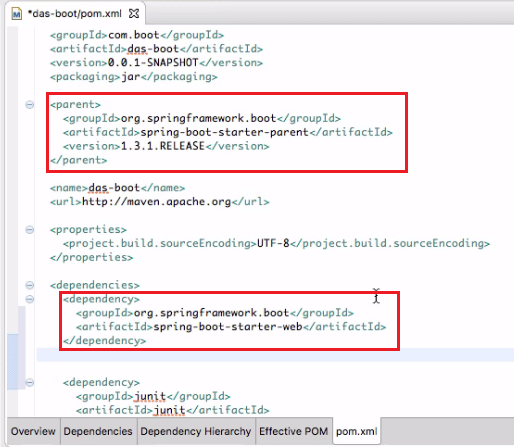 *das-boot/pom.xml
<groupId>com.boot</groupId>
<artifactId>das-boot</artifactId>
<version>0.0.1-SNAPSHOT</version>
<packaging>jar</packaging>
<parent>
<groupId>org.springframework.boot</groupId>
<artifactId>spring-boot-starter-parent</artifactId>
<version>1.3.1.RELEASE</version>
</parent>
<name>das-boot</name>
<url>http://maven.apache.org</url>
<properties>
<project.build.sourceEncoding>UTF-8</project.build.sourceEncoding>
</properties>
<dependencies>
<dependency>
<groupId>org.springframework.boot</groupId>
<artifactId>spring-boot-starter-web</artifactId>
</dependency>
<dependency>
<groupId>junit</groupId>
<artifactId>junit</artifactId>
Overview Dependencies Dependency Hierarchy Effective POM pom.xml